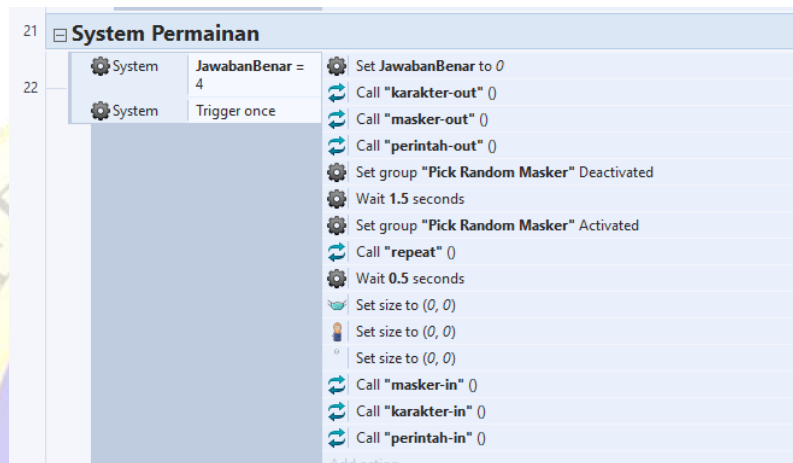 21 System Permainan
22 System JawabanBenar = 4
System Trigger once
Set JawabanBenar to 0
Call "karakter-out" ()
Call "masker-out" ()
Call "perintah-out" ()
Set group "Pick Random Masker" Deactivated
Wait 1.5 seconds
Set group "Pick Random Masker" Activated
Call "repeat" ()
Wait 0.5 seconds
Set size to (0, 0)
Set size to (0, 0)
Set size to (0, 0)
Call "masker-in" ()
Call "karakter-in" ()
Call "perintah-in" ()
Add action